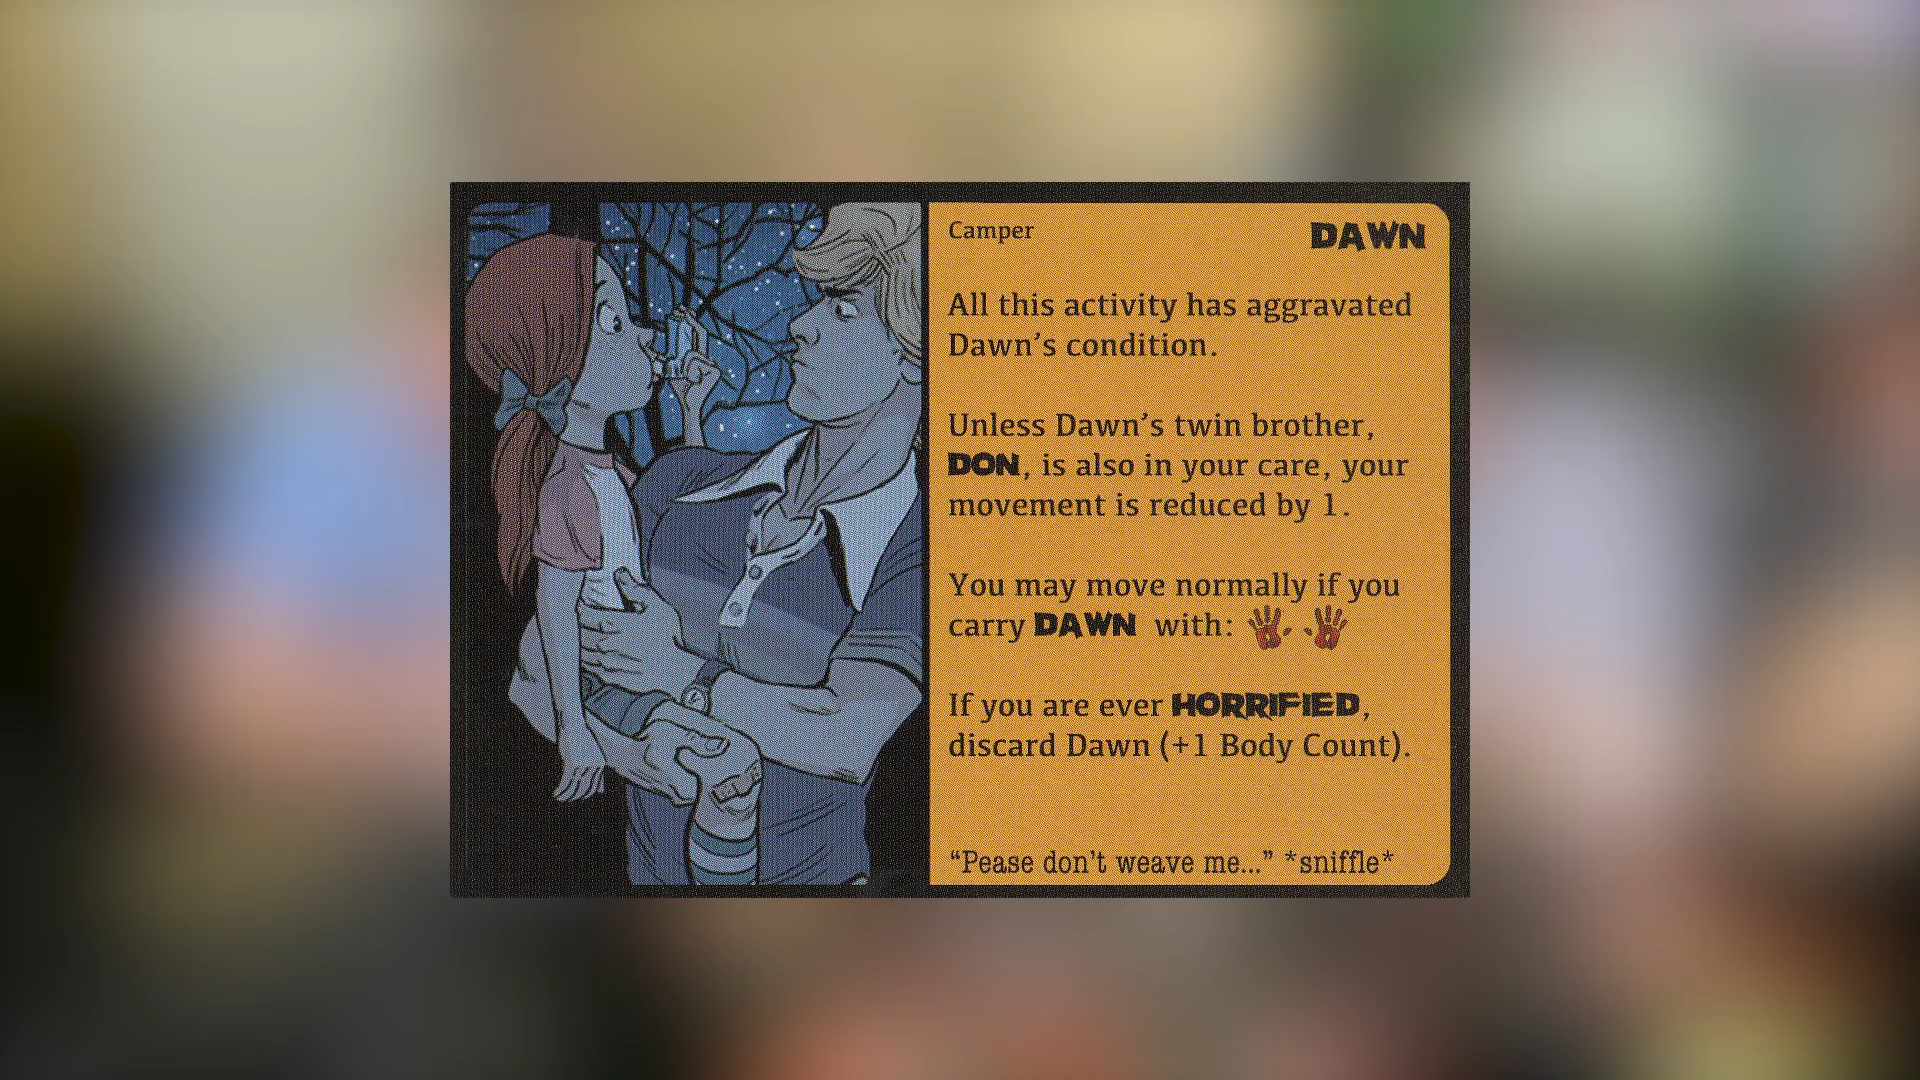 Camper DAWN
All this activity has aggravated
Dawn's condition.
Unless Dawn's twin brother,
DON, is also in your care, your
movement is reduced by 1.
You may move normally if you
carry DAWN with:
If you are ever HORRIFIED,
discard Dawn (+1 Body Count).
“Pease don't weave me...” *sniffle*